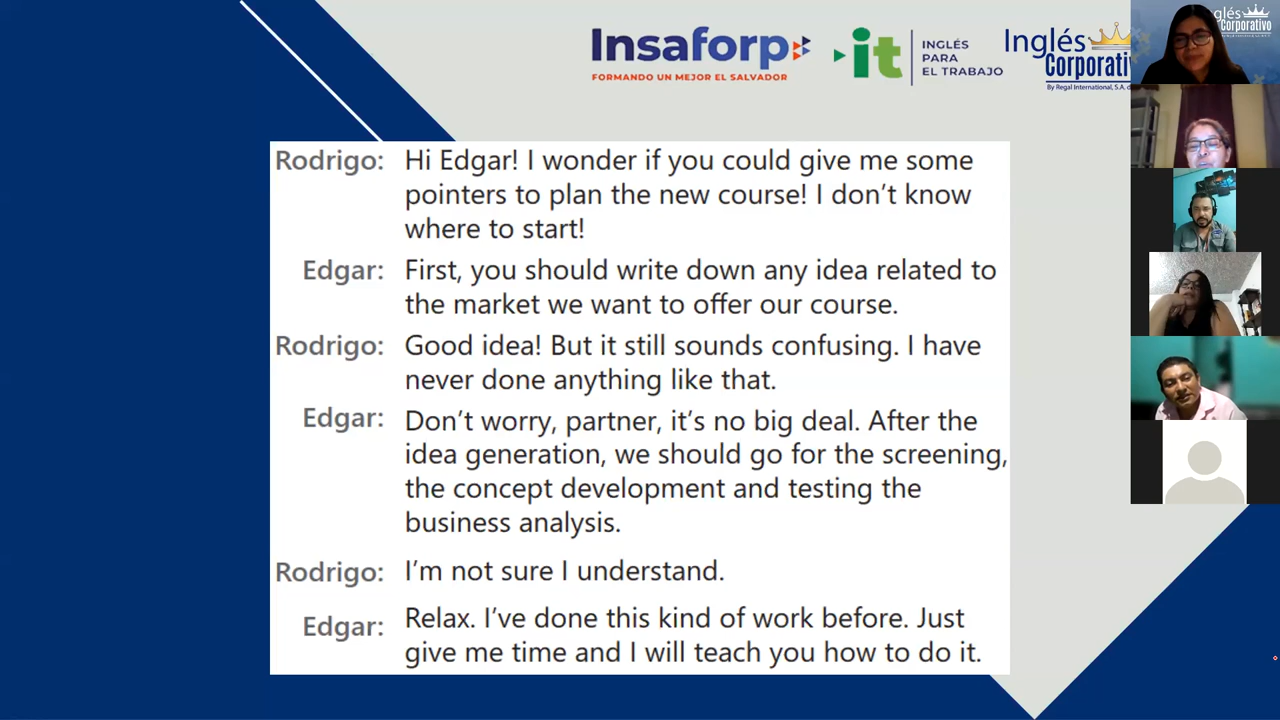 Insaforp
FORMANDO UN MEJOR EL SALVADOR
it
INGLÉS
PARA
EL TRABAJO
Inglés
Corporativ
By Regal International, S.A. d
glés
Corporativo
Rodrigo: Hi Edgar! I wonder if you could give me some
pointers to plan the new course! I don't know
where to start!
Edgar: First, you should write down any idea related to
the market we want to offer our course.
Rodrigo: Good idea! But it still sounds confusing. I have
never done anything like that.
Edgar: Don't worry, partner, it's no big deal. After the
idea generation, we should go for the screening,
the concept development and testing the
business analysis.
Rodrigo: I'm not sure I understand.
Edgar: Relax. I've done this kind of work before. Just
give me time and I will teach you how to do it.